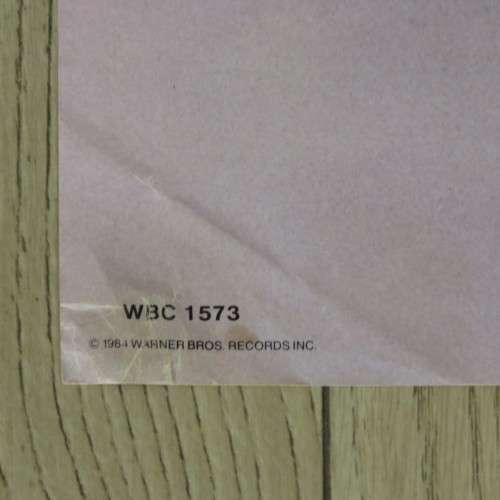 WBC 1573
© 1984 WARNER BROS. RECORDS INC.